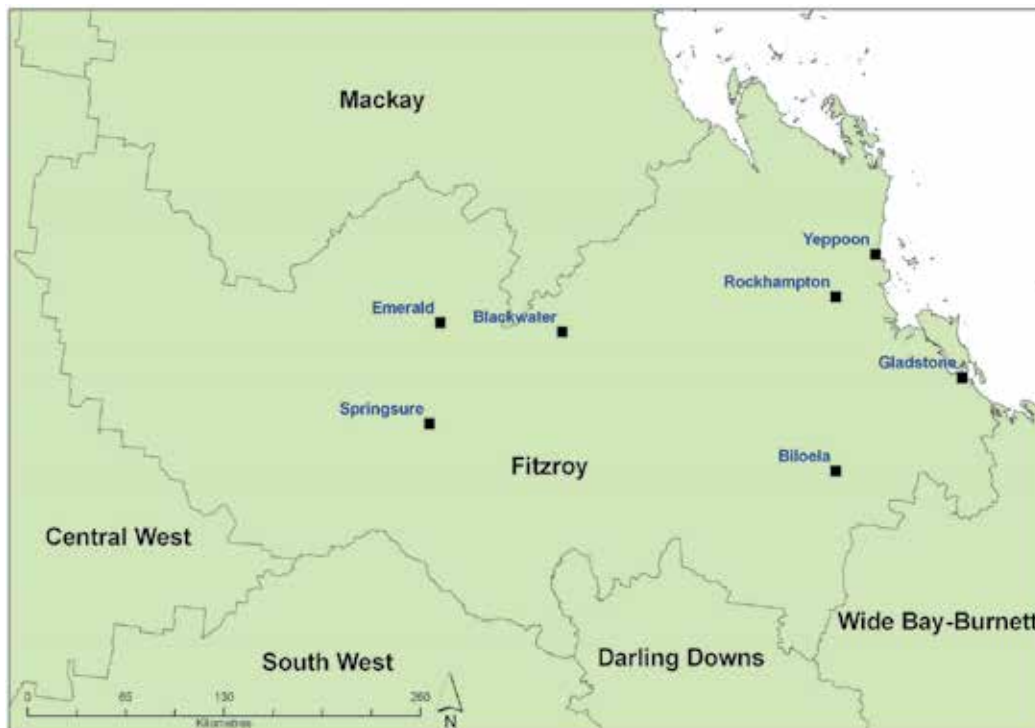 Mackay
Yeppoon
Rockhampton
Emerald
Blackwater
Gladstone
Springsure
Fitzroy
Biloela
Central West
Wide Bay-Burnett
South West
Darling Downs
0 65 130 260
Kilometres
N